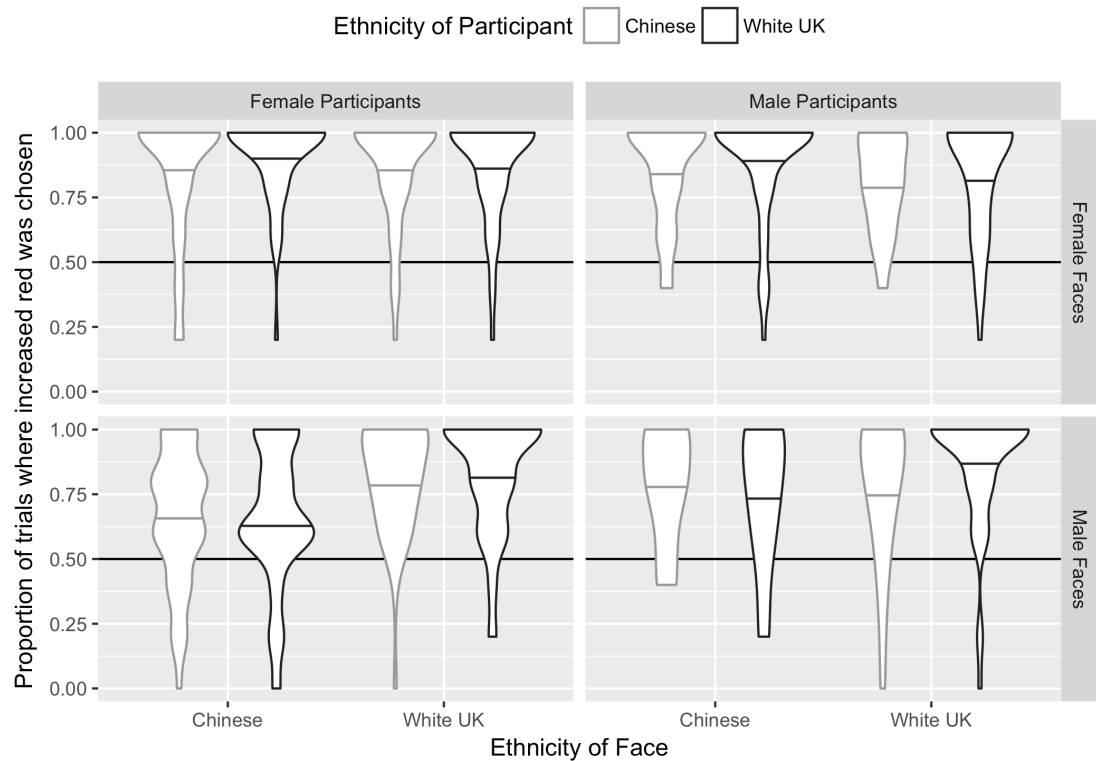 Ethnicity of Participant Chinese White UK
Female Participants Male Participants
Proportion of trials where increased red was chosen
1.00
0.75
0.50
0.25
0.00
Female Faces
1.00
0.75
0.50
0.25
0.00
Male Faces
Chinese White UK Chinese White UK
Ethnicity of Face